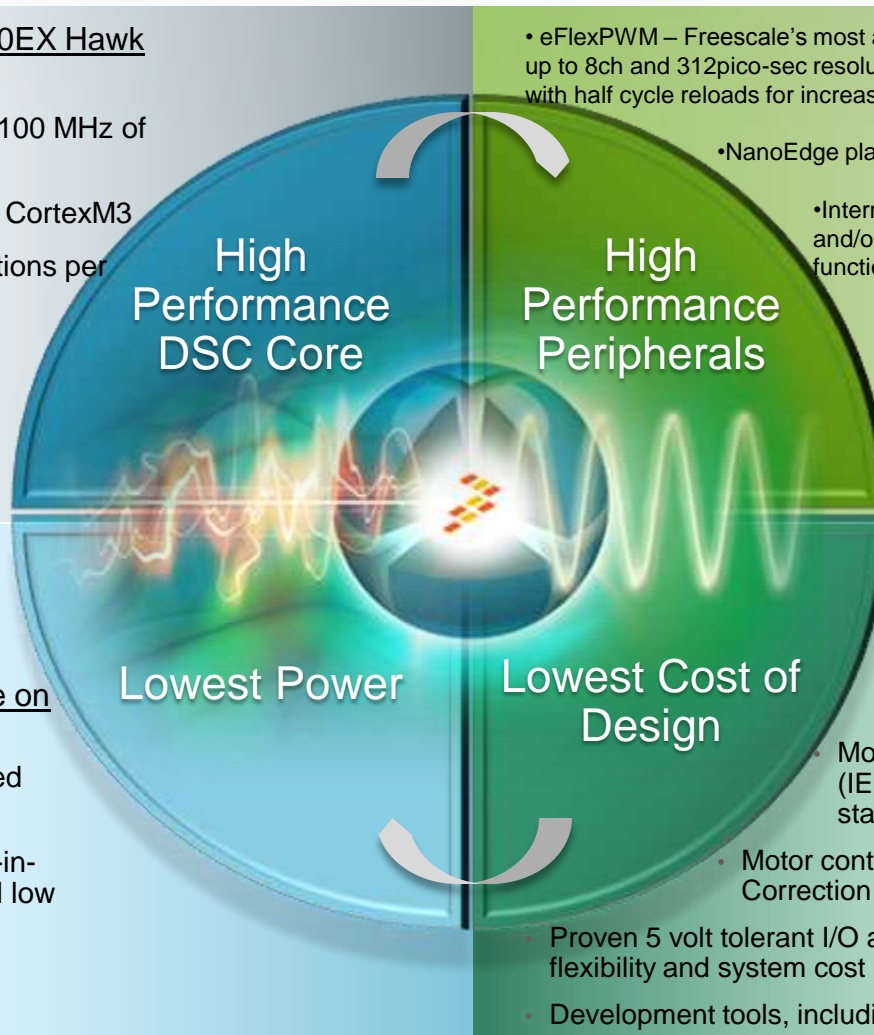 0EX Hawk
100 MHz of
CortexM3
tions per
• eFlexPWM – Freescale's most a
up to 8ch and 312pico-sec resolu
with half cycle reloads for increas
•NanoEdge pla
•Intern
and/o
functio
High
Performance
DSC Core
High
Performance
Peripherals
Lowest Power
Lowest Cost of
Design
e on
ed
-in-
l low
• Mo
(IE
sta
• Motor cont
Correction
• Proven 5 volt tolerant I/O a
flexibility and system cost
• Development tools, includi